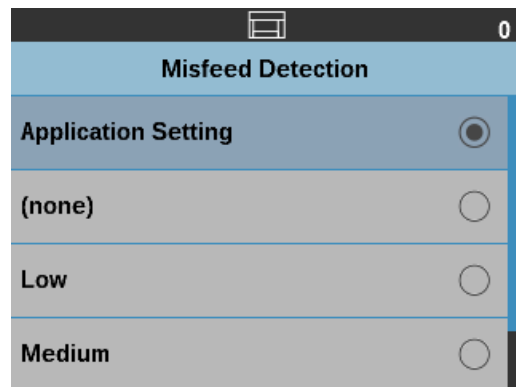 0
Misfeed Detection
Application Setting
(none)
Low
Medium